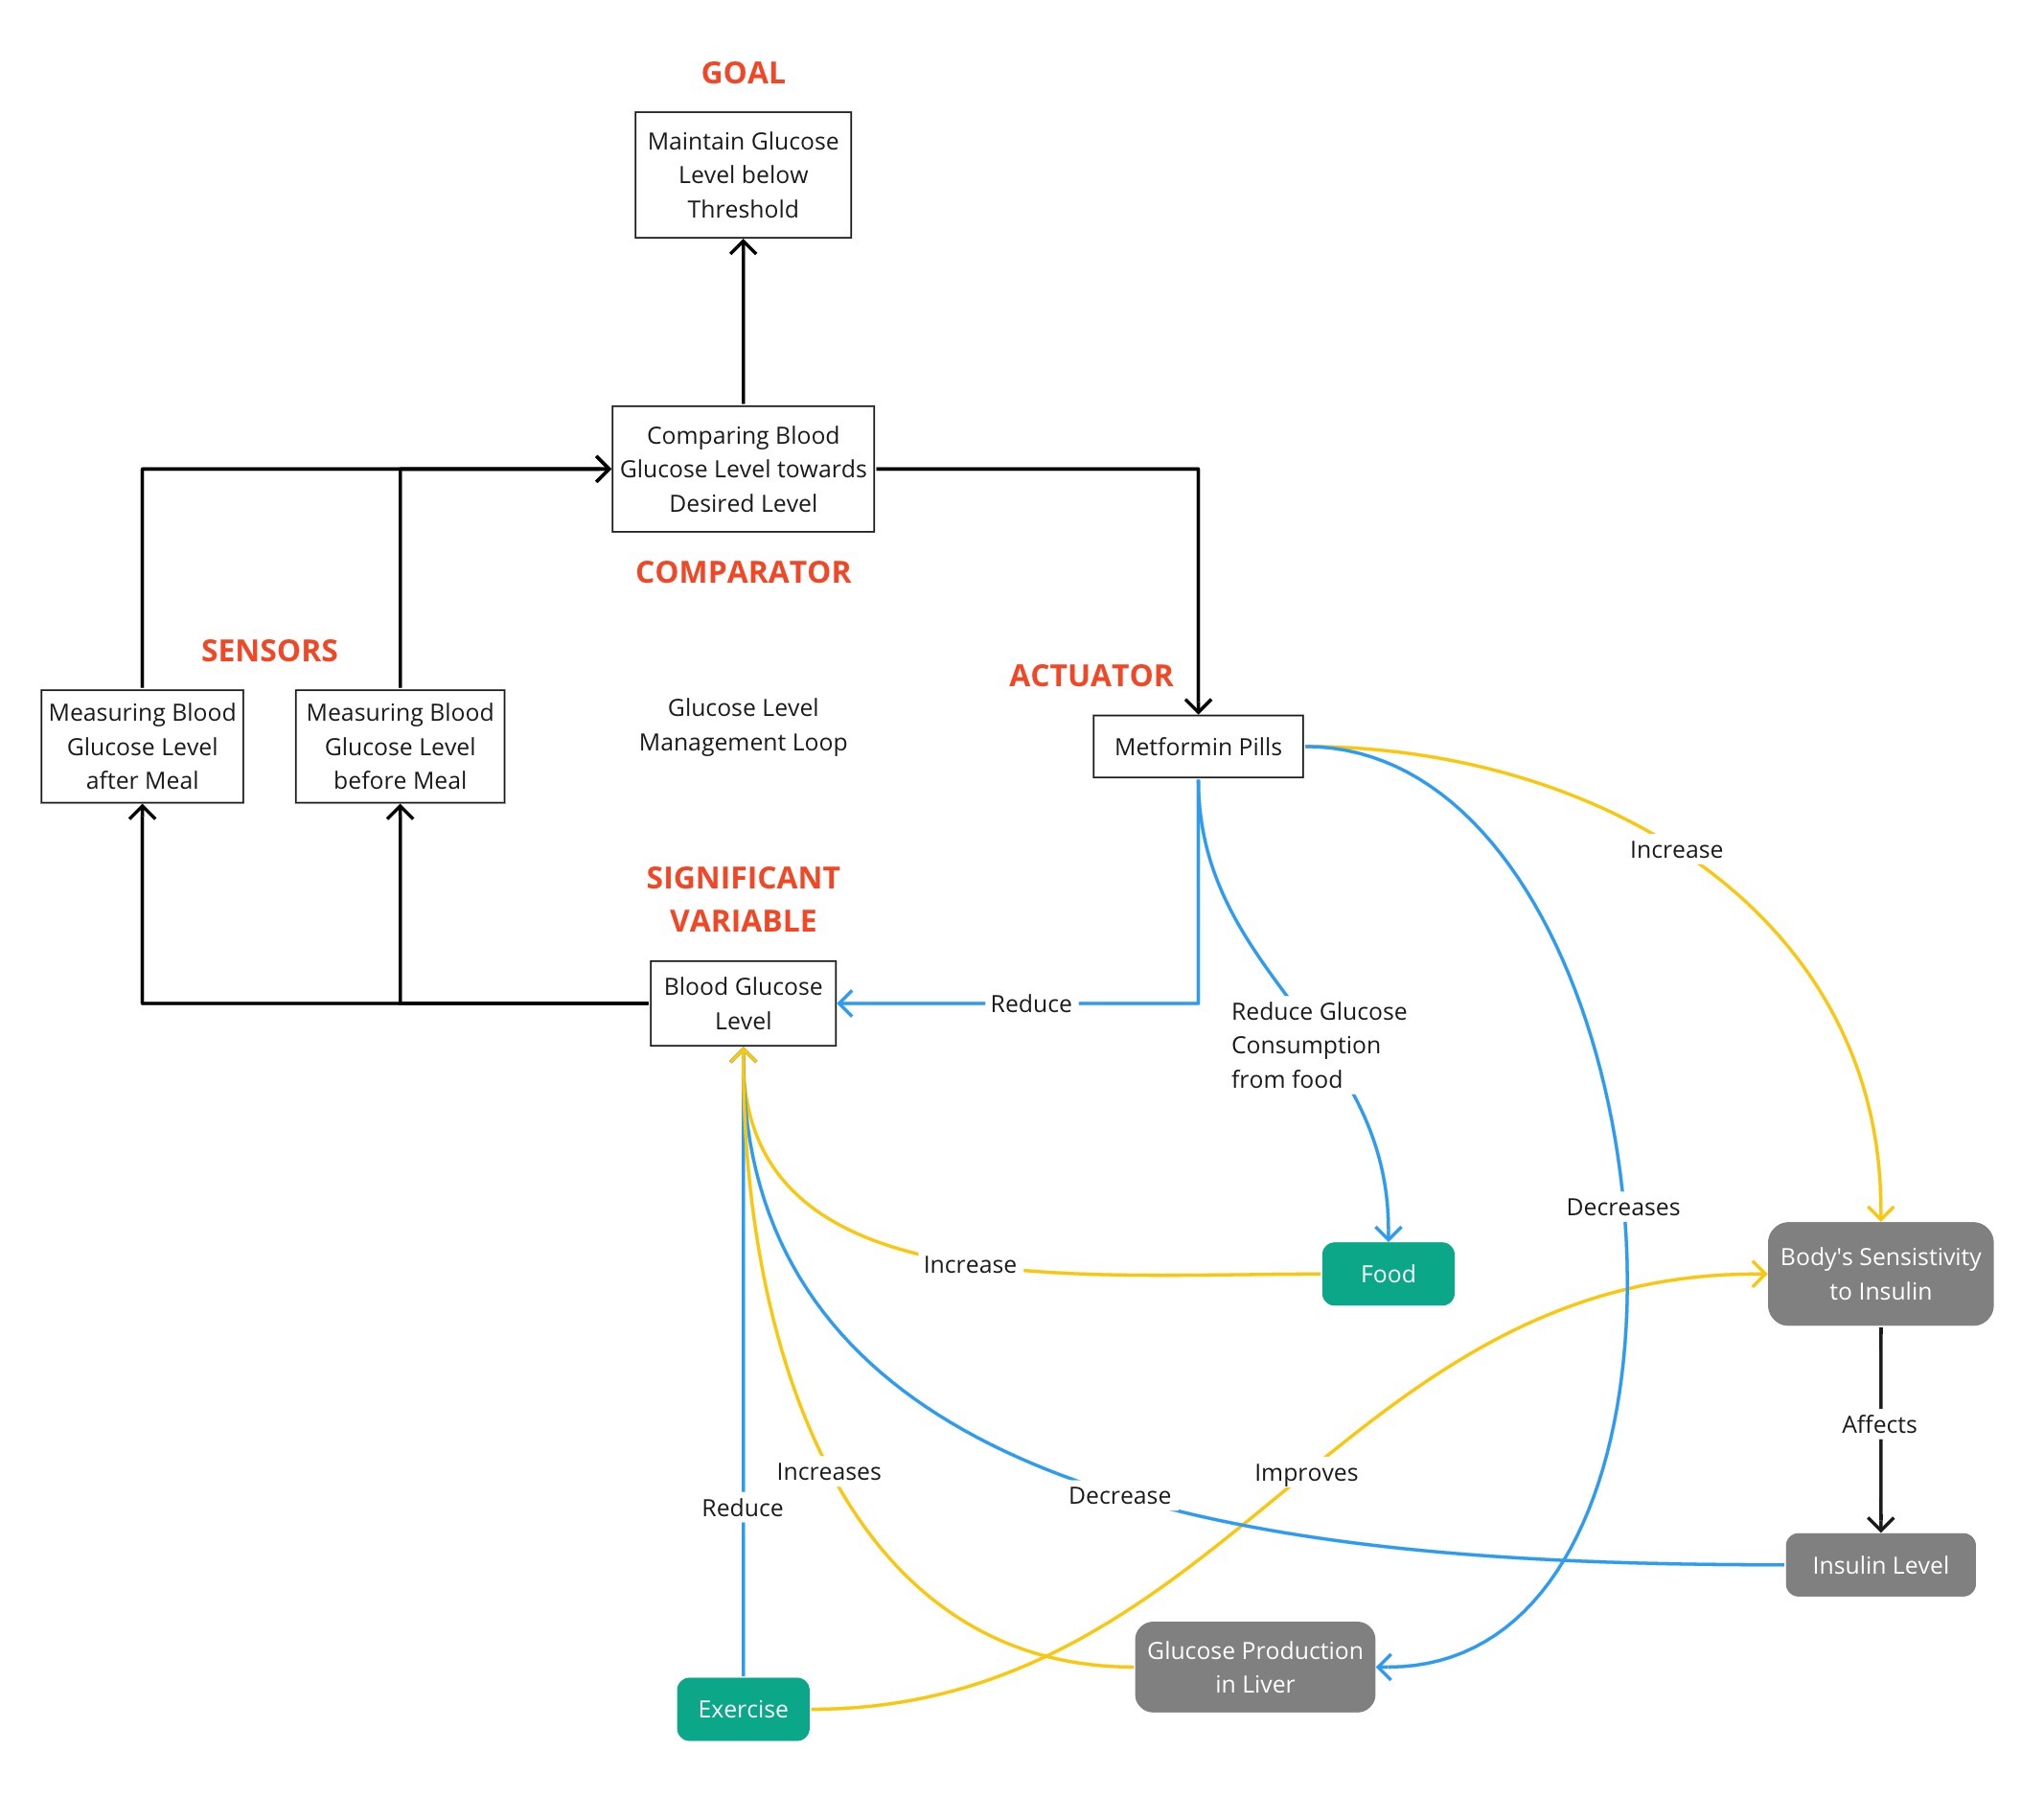 GOAL
Maintain Glucose
Level below
Threshold
Comparing Blood
Glucose Level towards
Desired Level
COMPARATOR
SENSORS
Measuring Blood
Glucose Level
after Meal
Measuring Blood
Glucose Level
before Meal
Glucose Level
Management Loop
ACTUATOR
Metformin Pills
Increase
SIGNIFICANT
VARIABLE
Blood Glucose
Level
Reduce
Reduce Glucose
Consumption
from food
Decreases
Increase
Food
Body's Sensistivity
to Insulin
Affects
Increases
Improves
Decrease
Reduce
Insulin Level
Glucose Production
in Liver
Exercise